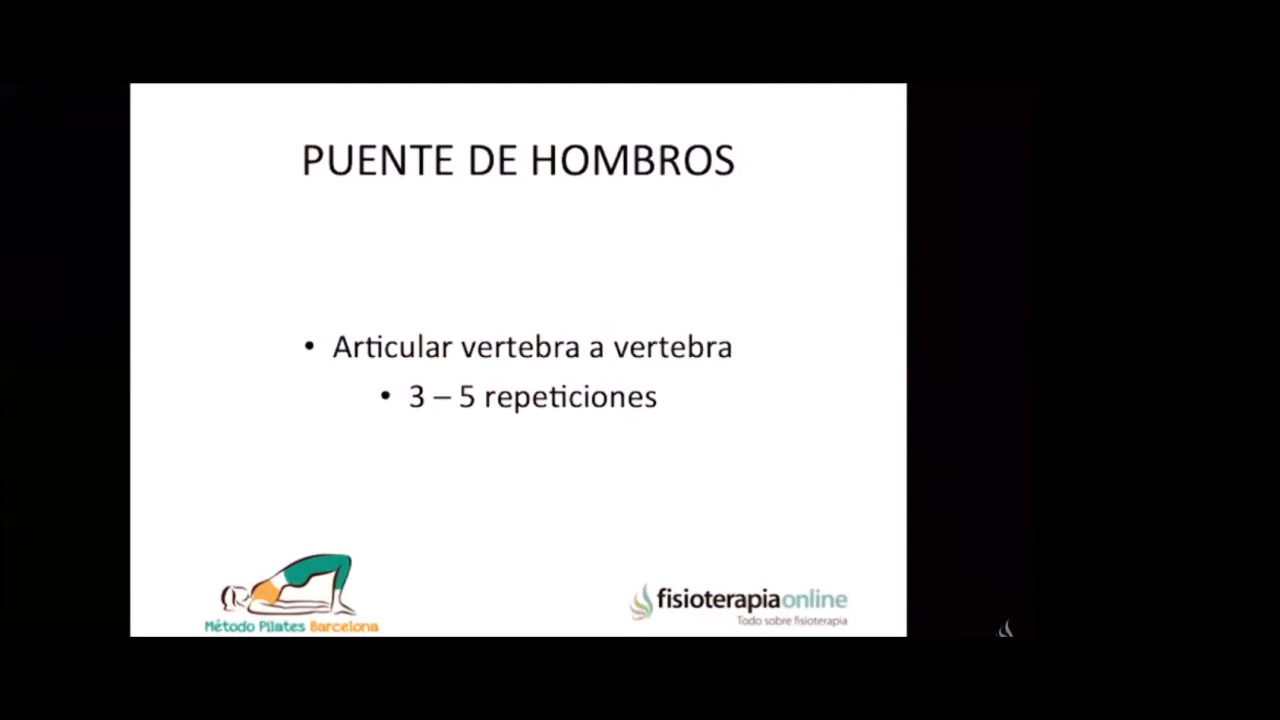 PUENTE DE HOMBROS
• Articular vertebra a vertebra
• 3 – 5 repeticiones
Método Pilates Barcelona
fisioterapiaonline
Todo sobre fisioterapia